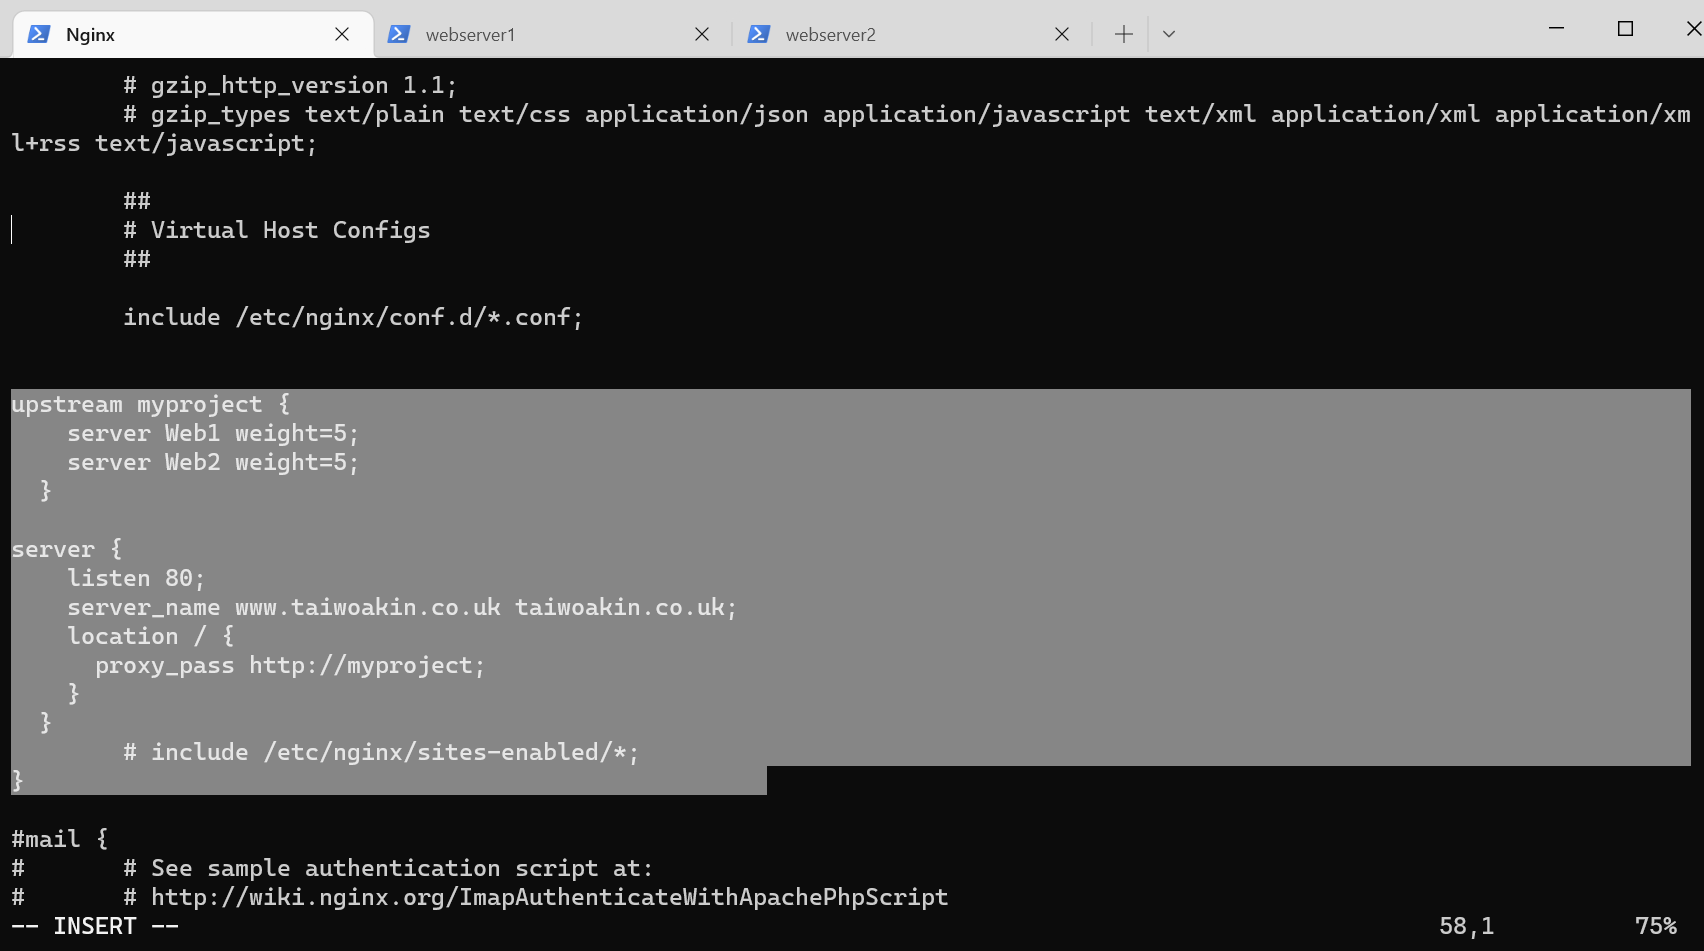 Nginx webserver1 webserver2
# gzip_http_version 1.1;
# gzip_types text/plain text/css application/json application/javascript text/xml application/xml application/xm
l+rss text/javascript;
##
# Virtual Host Configs
##
include /etc/nginx/conf.d/*.conf;
upstream myproject {
server Web1 weight=5;
server Web2 weight=5;
}
server {
listen 80;
server_name www.taiwoakin.co.uk taiwoakin.co.uk;
location / {
proxy_pass http://myproject;
}
}
# include /etc/nginx/sites-enabled/*;
}
#mail {
# # See sample authentication script at:
# # http://wiki.nginx.org/ImapAuthenticateWithApachePhpScript
-- INSERT -- 58,1 75%